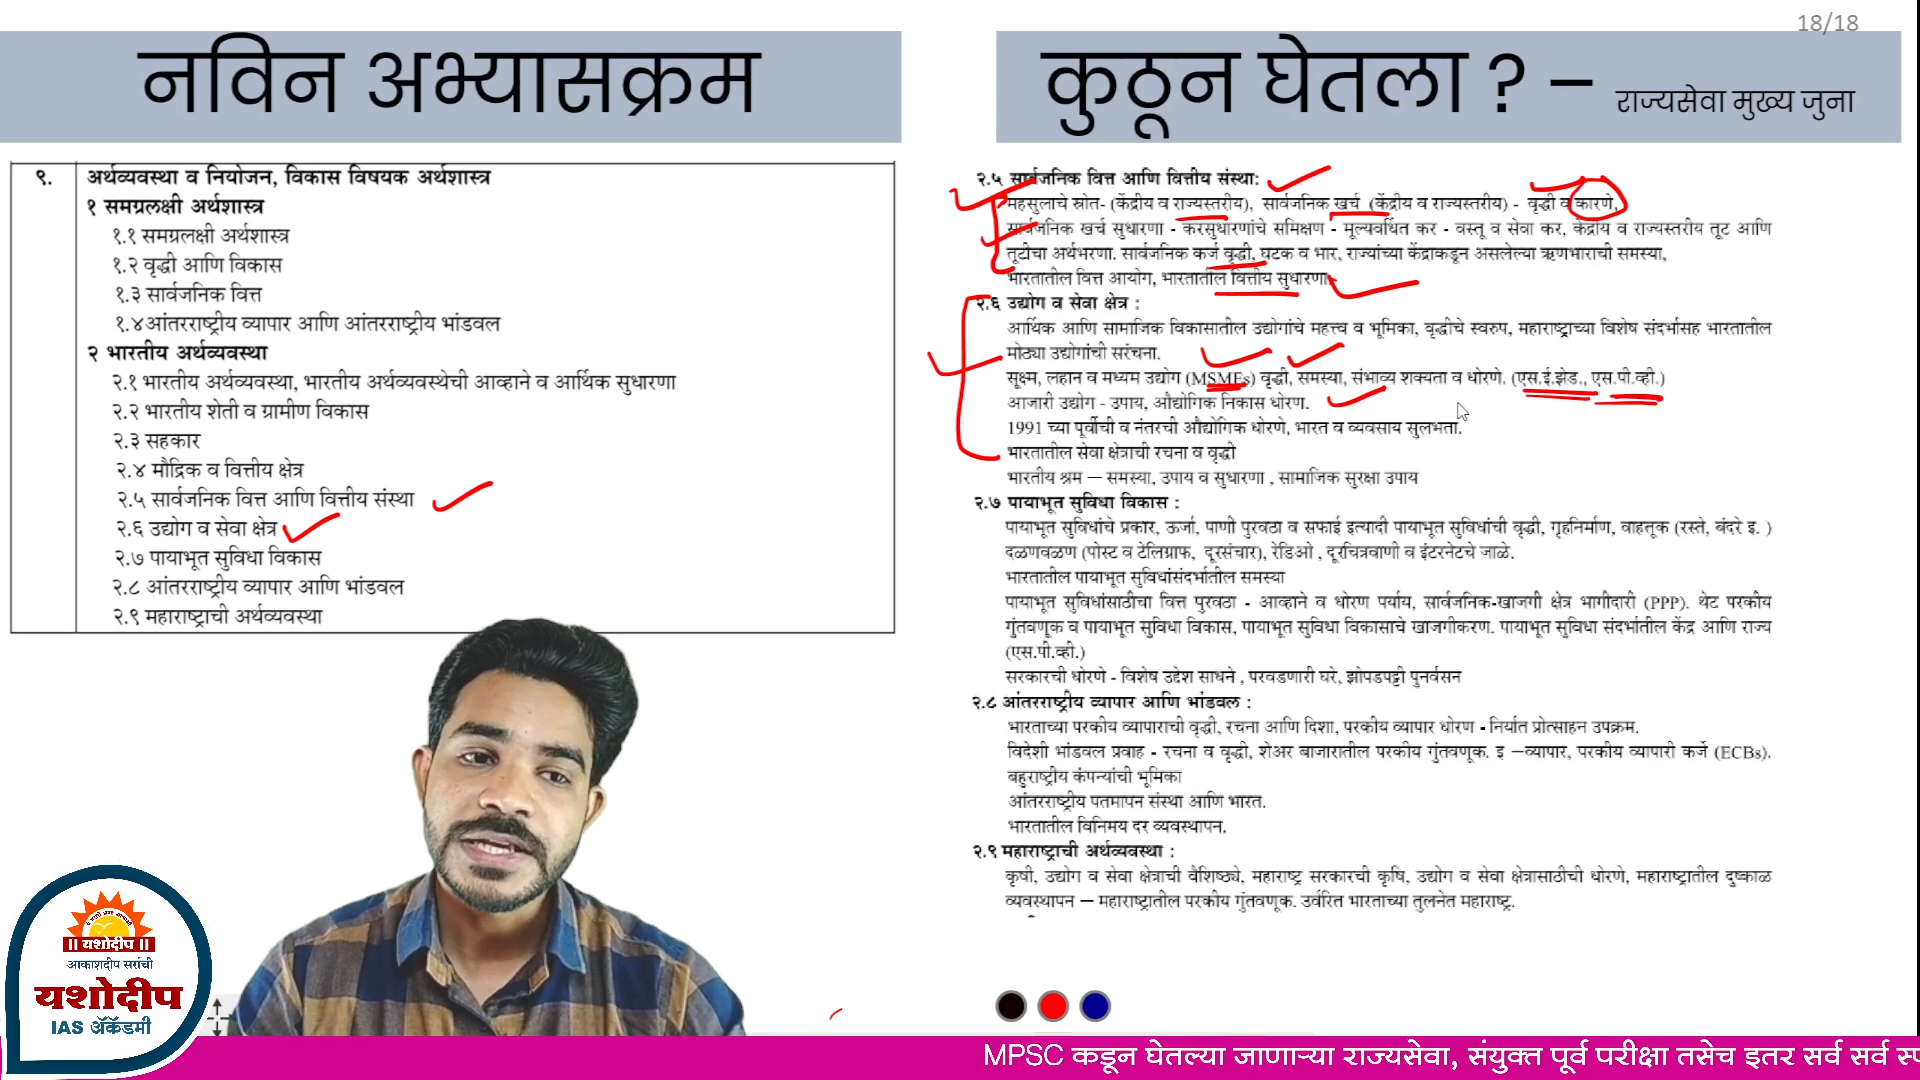 18/18
नविन अभ्यासक्रम
९. अर्थव्यवस्था व नियोजन, विकास विषयक अर्थशास्त्र
१ समग्रलक्षी अर्थशास्त्र
१.१ समग्रलक्षी अर्थशास्त्र
१.२ वृद्धी आणि विकास
१.३ सार्वजनिक वित्त
१.४आंतरराष्ट्रीय व्यापार आणि आंतरराष्ट्रीय भांडवल
२ भारतीय अर्थव्यवस्था
२.१ भारतीय अर्थव्यवस्था, भारतीय अर्थव्यवस्थेची आव्हाने व आर्थिक सुधारणा
२.२ भारतीय शेती व ग्रामीण विकास
२.३ सहकार
२.४ मौद्रिक व वित्तीय क्षेत्र
२.५ सार्वजनिक वित्त आणि वित्तीय संस्था
२.६ उद्योग व सेवा क्षेत्र
२.७ पायाभूत सुविधा विकास
२.८ आंतरराष्ट्रीय व्यापार आणि भांडवल
२.९ महाराष्ट्राची अर्थव्यवस्था
कुठून घेतला ? – राज्यसेवा मुख्य जुना
२.५ सार्वजनिक वित्त आणि वित्तीय संस्था:
महसुलाचे स्रोत- (केंद्रीय व राज्यस्तरीय), सार्वजनिक खर्च (केंद्रीय व राज्यस्तरीय) - वृद्धी व कारणे,
सार्वजनिक खर्च सुधारणा - करसुधारणांचे समिक्षण - मूल्यवर्धित कर - वस्तू व सेवा कर, केंद्रीय व राज्यस्तरीय तूट आणि
तूटीचा अर्थभरणा. सार्वजनिक कर्ज वृद्धी, घटक व भार, राज्यांच्या केंद्राकडून असलेल्या ऋणभाराची समस्या,
भारतातील वित्त आयोग, भारतातील वित्तीय सुधारणा.
२.६ उद्योग व सेवा क्षेत्र :
आर्थिक आणि सामाजिक विकासातील उद्योगांचे महत्त्व व भूमिका, वृद्धीचे स्वरुप, महाराष्ट्राच्या विशेष संदर्भासह भारतातील
मोठ्या उद्योगांची सरंचना.
सूक्ष्म, लहान व मध्यम उद्योग (MSMEs) वृद्धी, समस्या, संभाव्य शक्यता व धोरणे. (एस.ई.झेड., एस.पी.व्ही.)
आजारी उद्योग - उपाय, औद्योगिक निकास धोरण.
1991 च्या पूर्वीची व नंतरची औद्योगिक धोरणे, भारत व व्यवसाय सुलभता.
भारतातील सेवा क्षेत्राची रचना व वृद्धी
भारतीय श्रम – समस्या, उपाय व सुधारणा , सामाजिक सुरक्षा उपाय
२.७ पायाभूत सुविधा विकास :
पायाभूत सुविधांचे प्रकार, ऊर्जा, पाणी पुरवठा व सफाई इत्यादी पायाभूत सुविधांची वृद्धी, गृहनिर्माण, वाहतूक (रस्ते, बंदरे इ. )
दळणवळण (पोस्ट व टेलिग्राफ, दूरसंचार), रेडिओ , दूरचित्रवाणी व इंटरनेटचे जाळे.
भारतातील पायाभूत सुविधांसंदर्भातील समस्या
पायाभूत सुविधांसाठीचा वित्त पुरवठा - आव्हाने व धोरण पर्याय, सार्वजनिक-खाजगी क्षेत्र भागीदारी (PPP). थेट परकीय
गुंतवणूक व पायाभूत सुविधा विकास, पायाभूत सुविधा विकासाचे खाजगीकरण. पायाभूत सुविधा संदर्भातील केंद्र आणि राज्य
(एस.पी.व्ही.)
सरकारची धोरणे - विशेष उद्देश साधने , परवडणारी घरे, झोपडपट्टी पुनर्वसन
२.८ आंतरराष्ट्रीय व्यापार आणि भांडवल :
भारताच्या परकीय व्यापाराची वृद्धी, रचना आणि दिशा, परकीय व्यापार धोरण - निर्यात प्रोत्साहन उपक्रम.
विदेशी भांडवल प्रवाह - रचना व वृद्धी, शेअर बाजारातील परकीय गुंतवणूक. इ –व्यापार, परकीय व्यापारी कर्जे (ECBs).
बहुराष्ट्रीय कंपन्यांची भूमिका
आंतरराष्ट्रीय पतमापन संस्था आणि भारत.
भारतातील विनिमय दर व्यवस्थापन.
२.९ महाराष्ट्राची अर्थव्यवस्था :
कृषी, उद्योग व सेवा क्षेत्राची वैशिष्ठ्ये, महाराष्ट्र सरकारची कृषि, उद्योग व सेवा क्षेत्रासाठीची धोरणे, महाराष्ट्रातील दुष्काळ
व्यवस्थापन – महाराष्ट्रातील परकीय गुंतवणूक. उर्वरित भारताच्या तुलनेत महाराष्ट्र.
|| यशोदीप ||
आकाशदीप सरांची
यशोदीप
IAS ॲकॅडमी
MPSC कडून घेतल्या जाणाऱ्या राज्यसेवा, संयुक्त पूर्व परीक्षा तसेच इतर सर्व सर्व